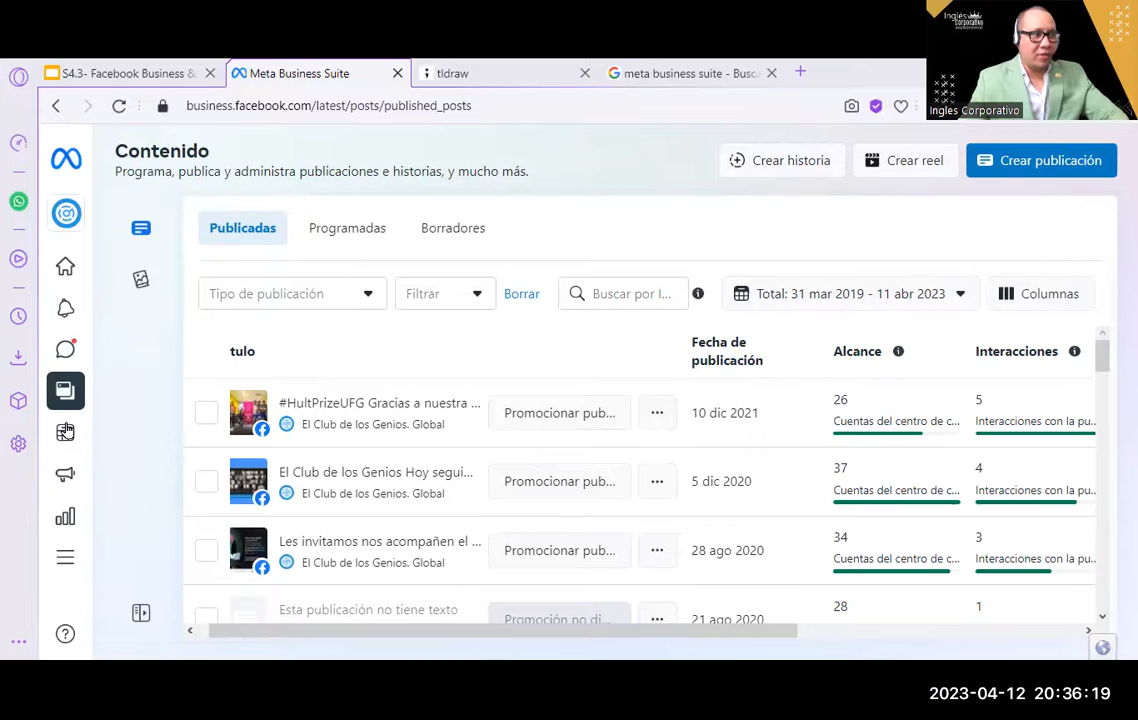 Inglés
Corporativo
Ingles Corporativo
S4.3- Facebook Business &
Meta Business Suite
tldraw
meta business suite - Busca
business.facebook.com/latest/posts/published_posts
Contenido
Programa, publica y administra publicaciones e historias, y mucho más.
Crear historia
Crear reel
Crear publicación
Publicadas
Programadas
Borradores
Tipo de publicación
Filtrar
Borrar
Buscar por I...
Total: 31 mar 2019 - 11 abr 2023
Columnas
tulo
Fecha de
publicación
Alcance
Interacciones
#HultPrizeUFG Gracias a nuestra ...
El Club de los Genios. Global
Promocionar pub...
...
10 dic 2021
26
Cuentas del centro de c...
5
Interacciones con la pu...
El Club de los Genios Hoy segui...
El Club de los Genios. Global
Promocionar pub...
...
5 dic 2020
37
Cuentas del centro de c...
4
Interacciones con la pu...
Les invitamos nos acompañen el ...
El Club de los Genios. Global
Promocionar pub...
...
28 ago 2020
34
Cuentas del centro de c...
3
Interacciones con la pu...
Esta publicación no tiene texto
Promoción no di...
...
21 ago 2020
28
1
2023-04-12 20:36:19